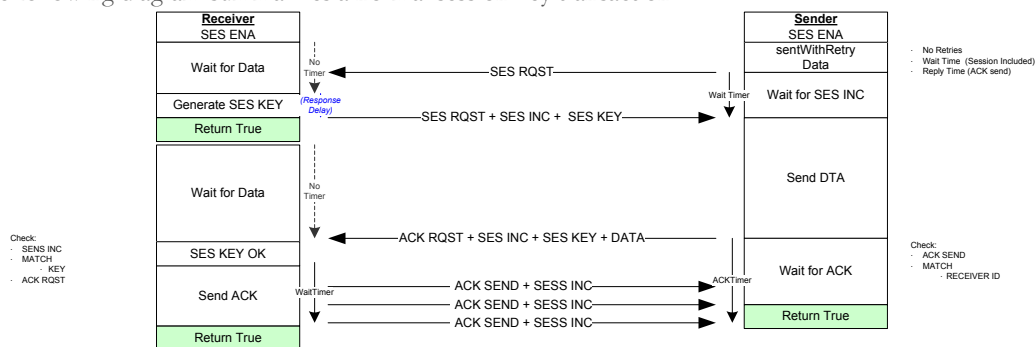 Receiver
SES ENA
Wait for Data
No
Timer
Generate SES KEY
(Response
Delay)
Return True
Wait for Data
No
Timer
SES KEY OK
Send ACK
WaitTimer
Return True
Check:
· SENS INC
· MATCH
· KEY
· ACK RQST
SES RQST
SES RQST + SES INC + SES KEY
ACK RQST + SES INC + SES KEY + DATA
ACK SEND + SESS INC
ACK SEND + SESS INC
ACK SEND + SESS INC
Sender
SES ENA
sentWithRetry
Data
Wait Timer
Wait for SES INC
Send DTA
ACKTimer
Wait for ACK
Return True
· No Retries
· Wait Time (Session Included)
· Reply Time (ACK send)
Check:
· ACK SEND
· MATCH
· RECEIVER ID